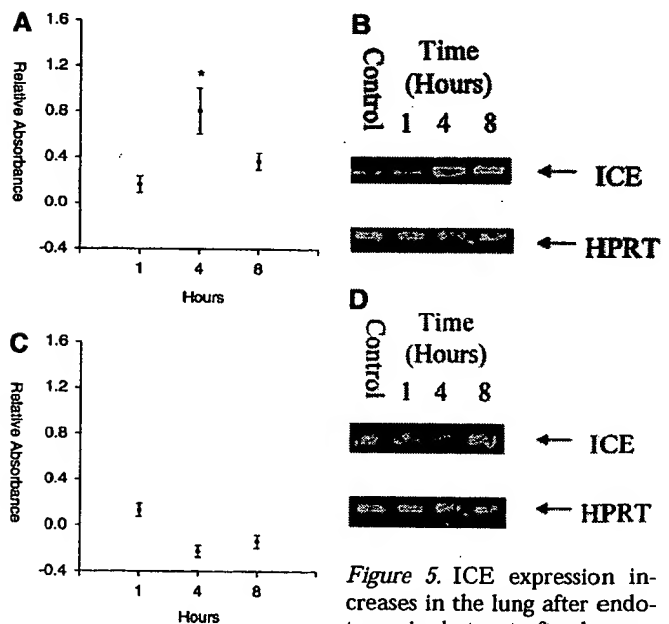 A
Relative Absorbance
1.6
1.2
0.8
0.4
0.0
-0.4
*
1 4 8
Hours
B
Control
Time
(Hours)
1 4 8
ICE
HPRT
C
Relative Absorbance
1.6
1.2
0.8
0.4
0.0
-0.4
1 4 8
Hours
D
Control
Time
(Hours)
1 4 8
ICE
HPRT
Figure 5. ICE expression in-
creases in the lung after endo-